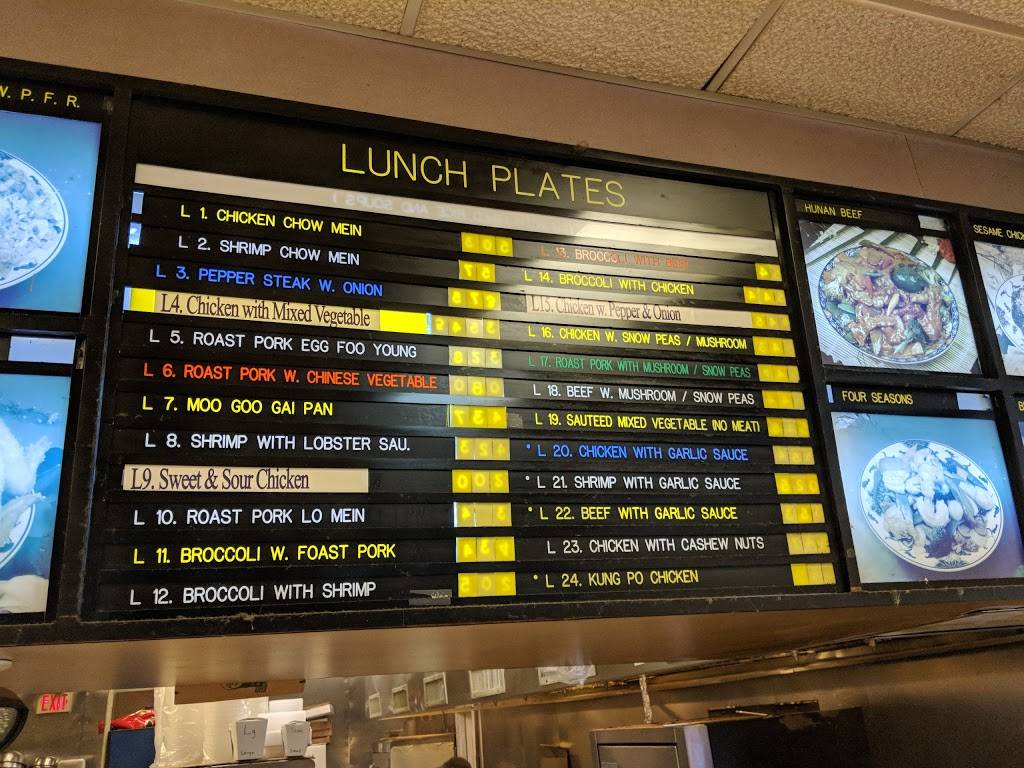 W. P. F. R.
LUNCH PLATES
L 1. CHICKEN CHOW MEIN
L 2. SHRIMP CHOW MEIN
L 3. PEPPER STEAK W. ONION
L4. Chicken with Mixed Vegetable
L 5. ROAST PORK EGG FOO YOUNG
L 6. ROAST PORK W. CHINESE VEGETABLE
L 7. MOO GOO GAI PAN
L 8. SHRIMP WITH LOBSTER SAU.
L9. Sweet & Sour Chicken
L 10. ROAST PORK LO MEIN
L 11. BROCCOLI W. FOAST PORK
L 12. BROCCOLI WITH SHRIMP
L 13. BROCCOLI WITH BEEF
L 14. BROCCOLI WITH CHICKEN
L15. Chicken w. Pepper & Onion
L 16. CHICKEN W. SNOW PEAS / MUSHROOM
L 17. ROAST PORK WITH MUSHROOM / SNOW PEAS
L 18. BEEF W. MUSHROOM / SNOW PEAS
L 19. SAUTEED MIXED VEGETABLE (NO MEAT)
* L 20. CHICKEN WITH GARLIC SAUCE
* L 21. SHRIMP WITH GARLIC SAUCE
* L 22. BEEF WITH GARLIC SAUCE
L 23. CHICKEN WITH CASHEW NUTS
* L 24. KUNG PO CHICKEN
HUNAN BEEF
SESAME CHIC
FOUR SEASONS
B
EXIT
Lg